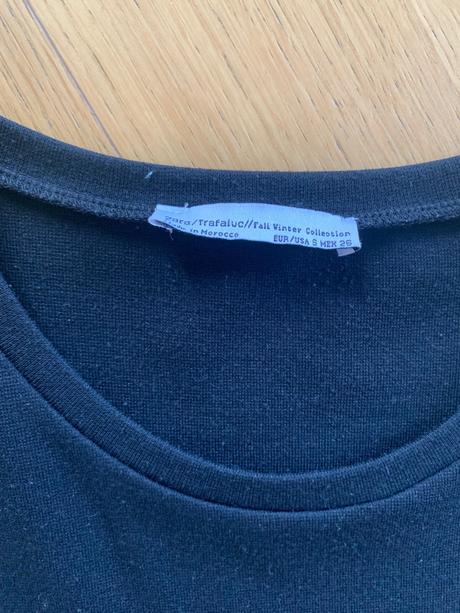 Zara/Trafaluc//Fall Winter Collection
in Morocco
EUR/USA S MEX 26